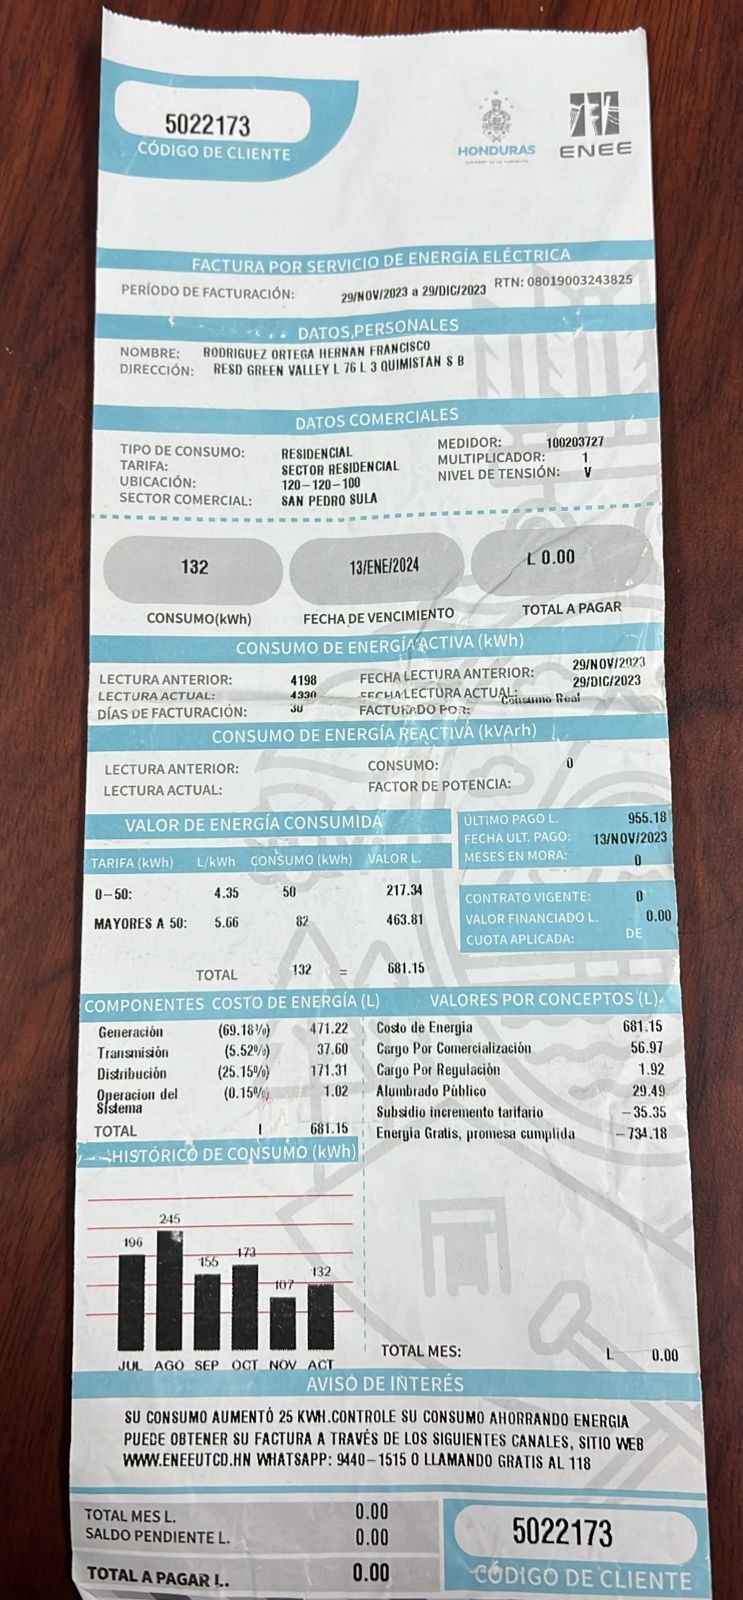 5022173
CÓDIGO DE CLIENTE
HONDURAS
ENEE
FACTURA POR SERVICIO DE ENERGÍA ELÉCTRICA
PERÍODO DE FACTURACIÓN: 29/NOV/2023 a 29/DIC/2023 RTN: 08019003243825
DATOS PERSONALES
NOMBRE: RODRIGUEZ ORTEGA HERNAN FRANCISCO
DIRECCIÓN: RESD GREEN VALLEY L 76 L 3 QUIMISTAN S B
DATOS COMERCIALES
TIPO DE CONSUMO: RESIDENCIAL MEDIDOR: 100203727
TARIFA: SECTOR RESIDENCIAL MULTIPLICADOR: 1
UBICACIÓN: 120-120-100 NIVEL DE TENSIÓN: V
SECTOR COMERCIAL: SAN PEDRO SULA
132 13/ENE/2024 L 0.00
CONSUMO(kWh) FECHA DE VENCIMIENTO TOTAL A PAGAR
CONSUMO DE ENERGÍA ACTIVA (kWh)
LECTURA ANTERIOR: 4198 FECHA LECTURA ANTERIOR: 29/NOV/2023
LECTURA ACTUAL: 4330 FECHA LECTURA ACTUAL: 29/DIC/2023
DÍAS DE FACTURACIÓN: 30 FACTURADO POR: Consumo Real
CONSUMO DE ENERGÍA REACTIVA (kVArh)
LECTURA ANTERIOR: CONSUMO: 0
LECTURA ACTUAL: FACTOR DE POTENCIA:
VALOR DE ENERGÍA CONSUMIDA
TARIFA (kWh) L/kWh CONSUMO (kWh) VALOR L.
0-50: 4.35 50 217.34
MAYORES A 50: 5.66 82 463.81
TOTAL 132 = 681.15
ÚLTIMO PAGO L. 955.18
FECHA ULT. PAGO: 13/NOV/2023
MESES EN MORA: 0
CONTRATO VIGENTE: 0
VALOR FINANCIADO L. 0.00
CUOTA APLICADA: DE
COMPONENTES COSTO DE ENERGÍA (L)
Generación (69.18%) 471.22
Transmisión (5.52%) 37.60
Distribución (25.15%) 171.31
Operacion del (0.15%) 1.02
Sistema
TOTAL L 681.15
VALORES POR CONCEPTOS (L)
Costo de Energia 681.15
Cargo Por Comercialización 56.97
Cargo Por Regulación 1.92
Alumbrado Público 29.49
Subsidio incremento tarifario -35.35
Energia Gratis, promesa cumplida -734.18
HISTÓRICO DE CONSUMO (kWh)
196 245 155 173 107 132
JUL AGO SEP OCT NOV ACT
TOTAL MES: L 0.00
AVISO DE INTERÉS
SU CONSUMO AUMENTÓ 25 KWH.CONTROLE SU CONSUMO AHORRANDO ENERGIA
PUEDE OBTENER SU FACTURA A TRAVÉS DE LOS SIGUIENTES CANALES, SITIO WEB
WWW.ENEEUTCD.HN WHATSAPP: 9440-1515 O LLAMANDO GRATIS AL 118
TOTAL MES L. 0.00
SALDO PENDIENTE L. 0.00
TOTAL A PAGAR L. 0.00
5022173
CÓDIGO DE CLIENTE